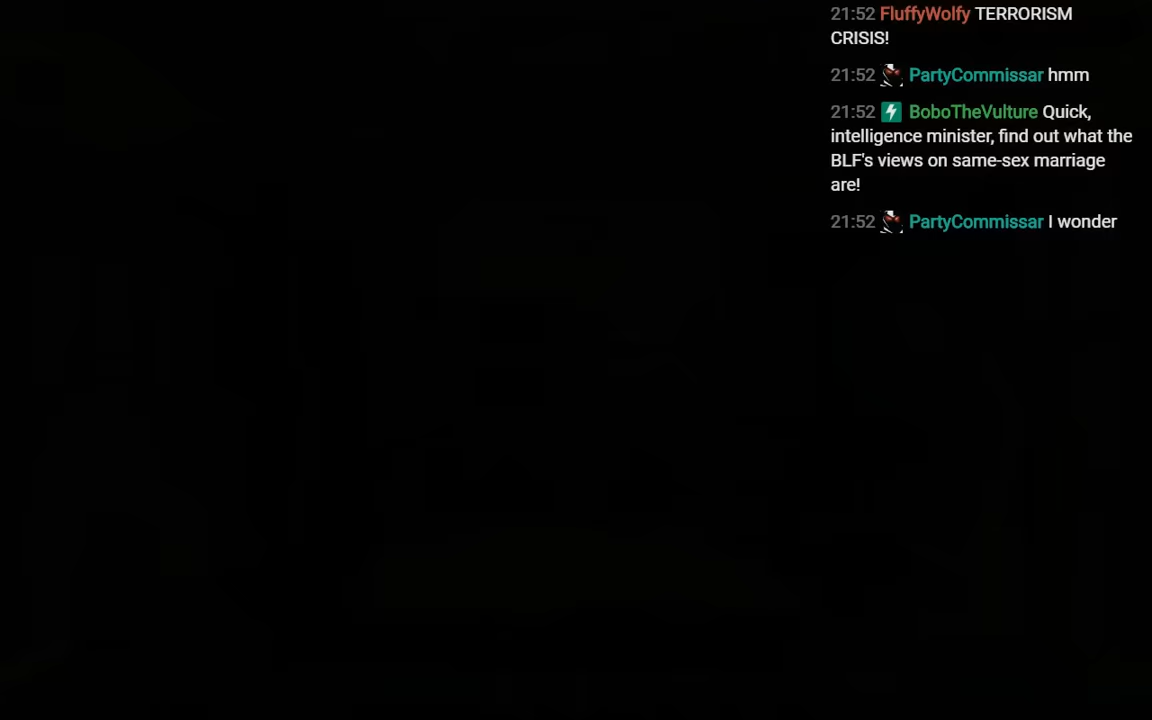 21:52 FluffyWolfy TERRORISM
CRISIS!
21:52 PartyCommissar hmm
21:52 BoboTheVulture Quick,
intelligence minister, find out what the
BLF's views on same-sex marriage
are!
21:52 PartyCommissar I wonder